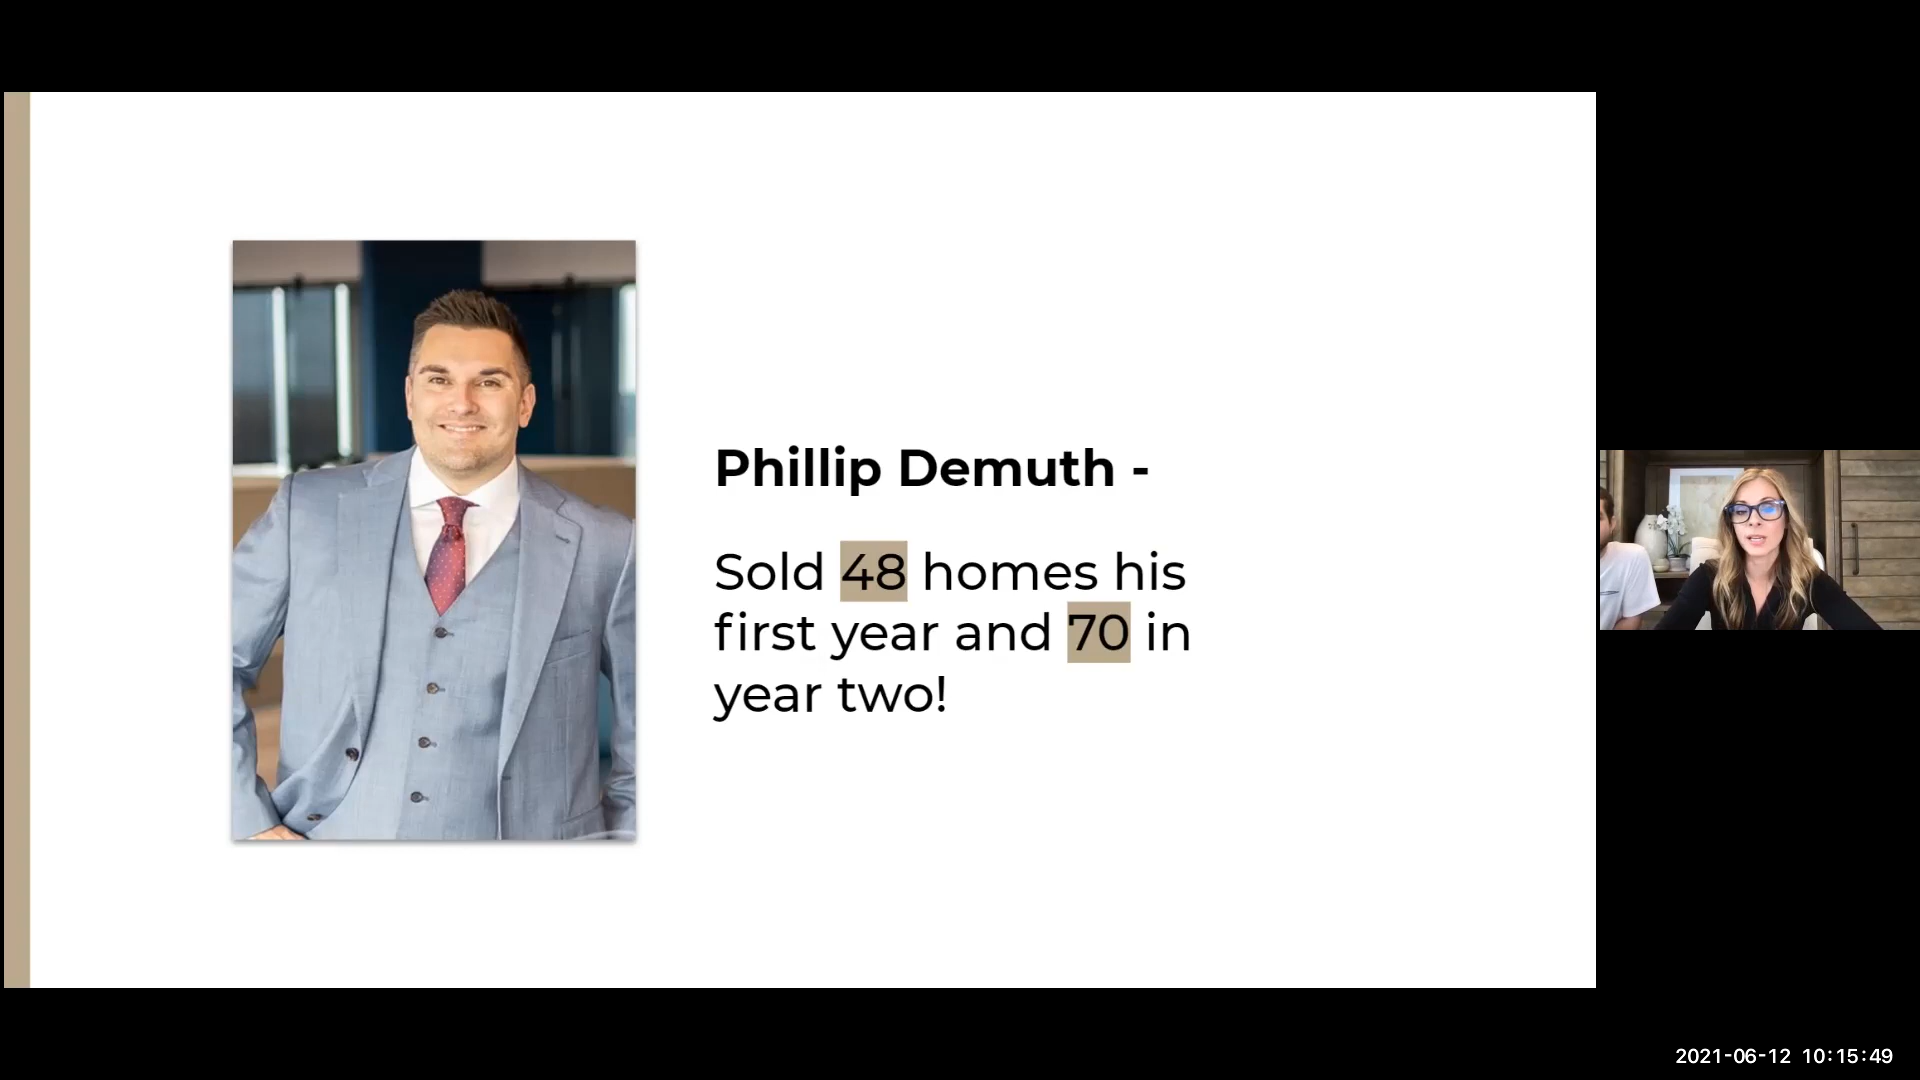 Phillip Demuth -
Sold 48 homes his
first year and 70 in
year two!
2021-06-12 10:15:49